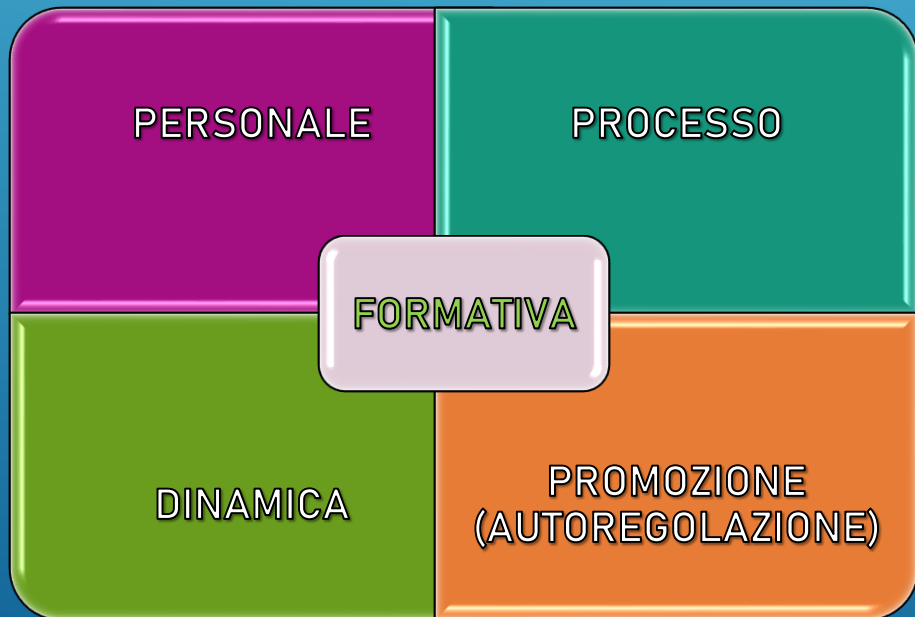 PERSONALE
PROCESSO
FORMATIVA
DINAMICA
PROMOZIONE
(AUTOREGOLAZIONE)